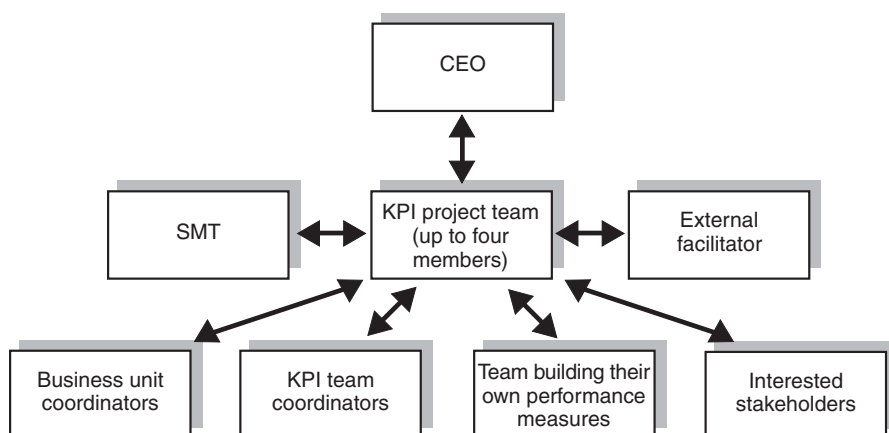 CEO
SMT
KPI project team
(up to four
members)
External
facilitator
Business unit
coordinators
KPI team
coordinators
Team building their
own performance
measures
Interested
stakeholders